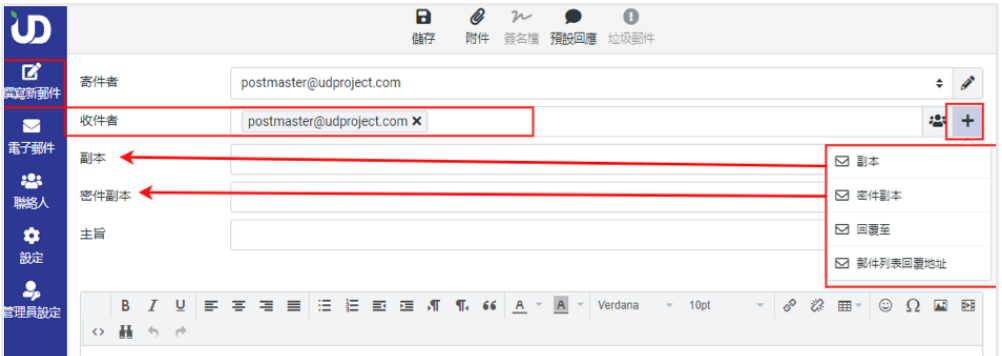 UD
儲存 附件 簽名檔 預設回應 垃圾郵件
撰寫新郵件
寄件者 postmaster@udproject.com
收件者 postmaster@udproject.com
電子郵件
副本
副本
密件副本
密件副本
聯絡人
主旨
回覆至
設定
郵件列表回覆地址
管理員設定
B I U A A Verdana 10pt